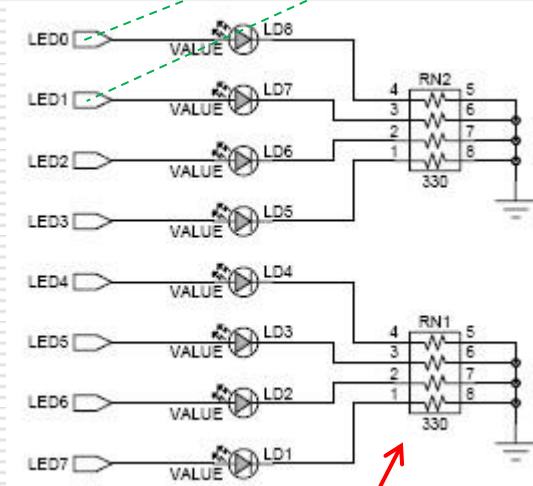 LED0 VALUE LD8
RN2
4 5
LED1 VALUE LD7
3 6
2 7
LED2 VALUE LD6
1 8
330
LED3 VALUE LD5
LED4 VALUE LD4
RN1
4 5
LED5 VALUE LD3
3 6
2 7
LED6 VALUE LD2
1 8
330
LED7 VALUE LD1